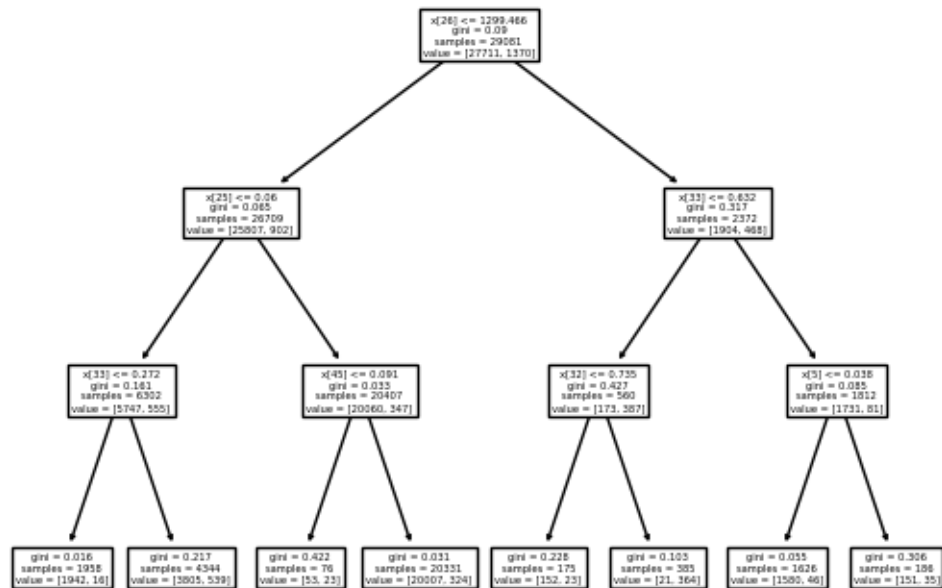 x[26] <= 1299.466
gini = 0.09
samples = 29081
value = [27711, 1370]
x[25] <= 0.06
gini = 0.065
samples = 26709
value = [25807, 902]
x[33] <= 0.632
gini = 0.317
samples = 2372
value = [1904, 468]
x[33] <= 0.272
gini = 0.161
samples = 6302
value = [5747, 555]
x[45] <= 0.091
gini = 0.033
samples = 20407
value = [20060, 347]
x[32] <= 0.735
gini = 0.427
samples = 560
value = [173, 387]
x[5] <= 0.038
gini = 0.085
samples = 1812
value = [1731, 81]
gini = 0.016
samples = 1958
value = [1942, 16]
gini = 0.217
samples = 4344
value = [3805, 539]
gini = 0.422
samples = 76
value = [53, 23]
gini = 0.031
samples = 20331
value = [20007, 324]
gini = 0.228
samples = 175
value = [152, 23]
gini = 0.103
samples = 385
value = [21, 364]
gini = 0.055
samples = 1626
value = [1580, 46]
gini = 0.306
samples = 186
value = [151,